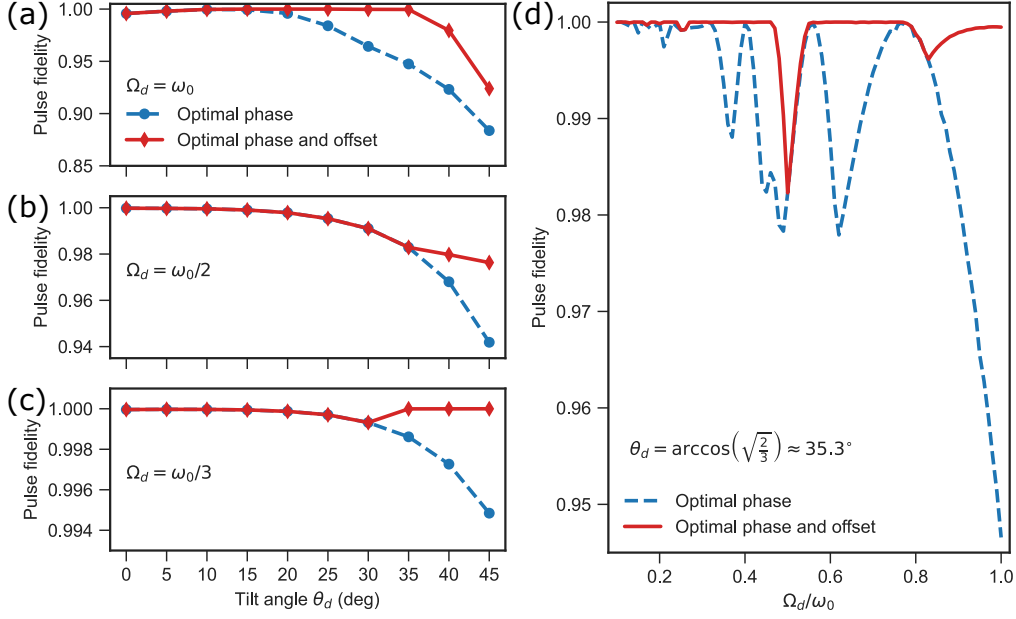 (a)
1.00
0.95
0.90
0.85
Pulse fidelity
Ω_d = ω_0
Optimal phase
Optimal phase and offset
(b)
1.00
0.98
0.96
0.94
Pulse fidelity
Ω_d = ω_0/2
(c)
1.000
0.998
0.996
0.994
Pulse fidelity
Ω_d = ω_0/3
0 5 10 15 20 25 30 35 40 45
Tilt angle θ_d (deg)
(d)
1.00
0.99
0.98
0.97
0.96
0.95
Pulse fidelity
θ_d = arccos(√(2/3)) ≈ 35.3°
Optimal phase
Optimal phase and offset
0.2 0.4 0.6 0.8 1.0
Ω_d/ω_0